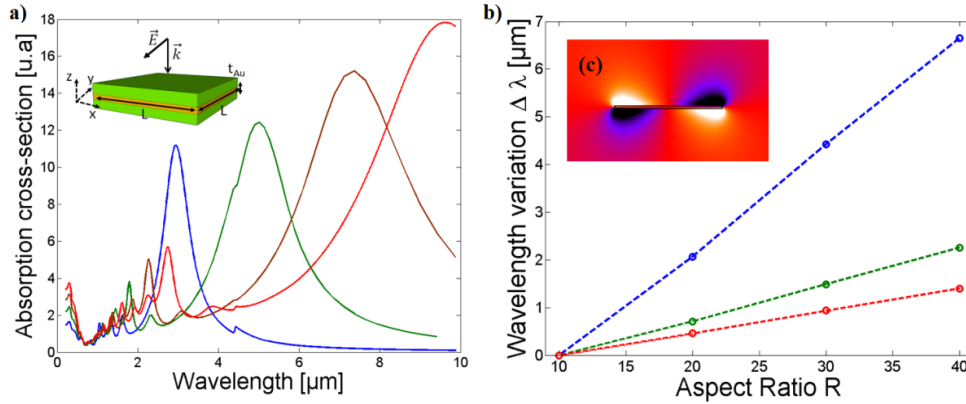 a)
Absorption cross-section [u.a]
18
16
14
12
10
8
6
4
2
0
0 2 4 6 8 10
Wavelength [µm]
E k
z y x
L L
t_Au
b)
Wavelength variation Δ λ [µm]
7
6
5
4
3
2
1
0
10 15 20 25 30 35 40
Aspect Ratio R
(c)